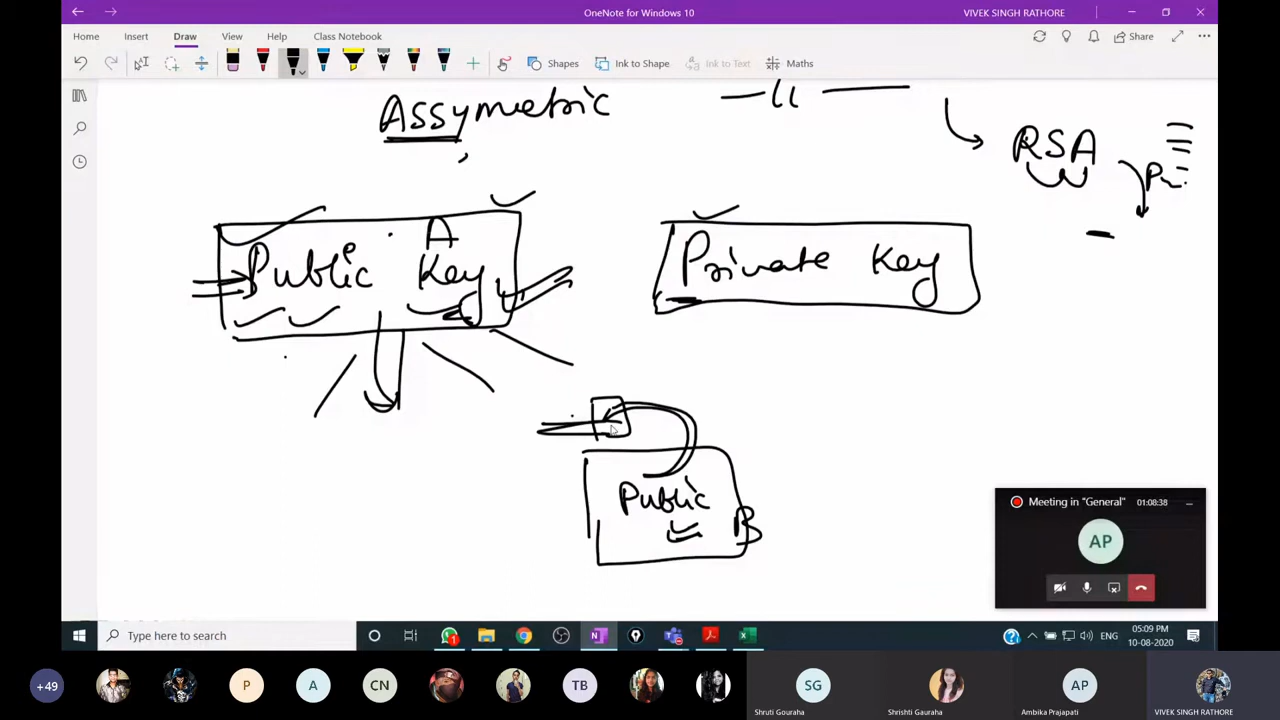 OneNote for Windows 10
VIVEK SINGH RATHORE
Home Insert Draw View Help Class Notebook
Share
Shapes Ink to Shape Ink to Text Maths
Assymetric
RSA
A
Public Key
Private Key
Public
B
Meeting in "General" 01:08:38
AP
Type here to search
ENG
05:09 PM
10-08-2020
+49 P A CN TB SG AP
Shruti Gouraha Shrishti Gauraha Ambika Prajapati VIVEK SINGH RATHORE